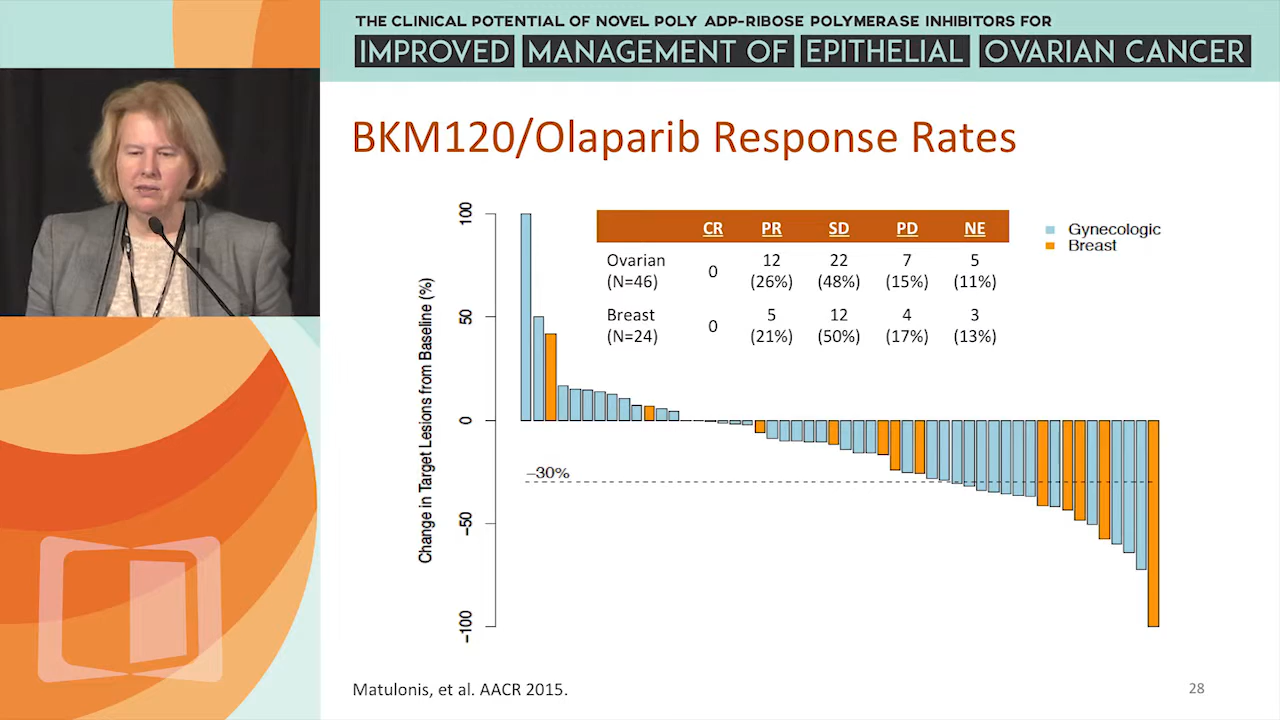 THE CLINICAL POTENTIAL OF NOVEL POLY ADP-RIBOSE POLYMERASE INHIBITORS FOR
IMPROVED MANAGEMENT OF EPITHELIAL OVARIAN CANCER
BKM120/Olaparib Response Rates
CR PR SD PD NE
Ovarian (N=46) 0 12 (26%) 22 (48%) 7 (15%) 5 (11%)
Breast (N=24) 0 5 (21%) 12 (50%) 4 (17%) 3 (13%)
Gynecologic
Breast
Change in Target Lesions from Baseline (%)
100
50
0
−50
−100
−30%
Matulonis, et al. AACR 2015.
28